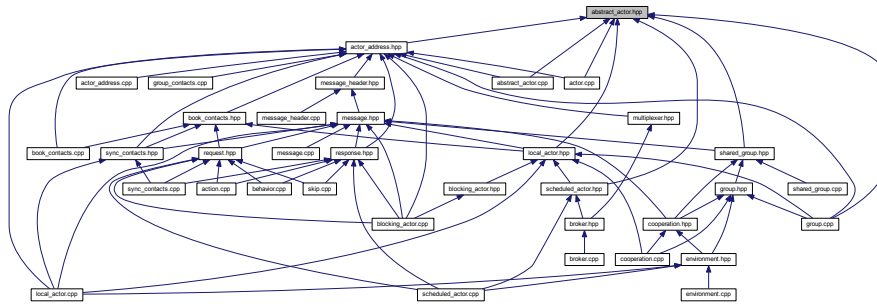 abstract_actor.hpp
actor_address.hpp
actor_address.cpp
group_contacts.cpp
message_header.hpp
abstract_actor.cpp
actor.cpp
book_contacts.hpp
message_header.cpp
message.hpp
multiplexer.hpp
book_contacts.cpp
sync_contacts.hpp
request.hpp
message.cpp
response.hpp
local_actor.hpp
shared_group.hpp
sync_contacts.cpp
action.cpp
behavior.cpp
skip.cpp
blocking_actor.hpp
scheduled_actor.hpp
group.hpp
shared_group.cpp
blocking_actor.cpp
broker.hpp
cooperation.hpp
group.cpp
broker.cpp
cooperation.cpp
environment.hpp
local_actor.cpp
scheduled_actor.cpp
environment.cpp